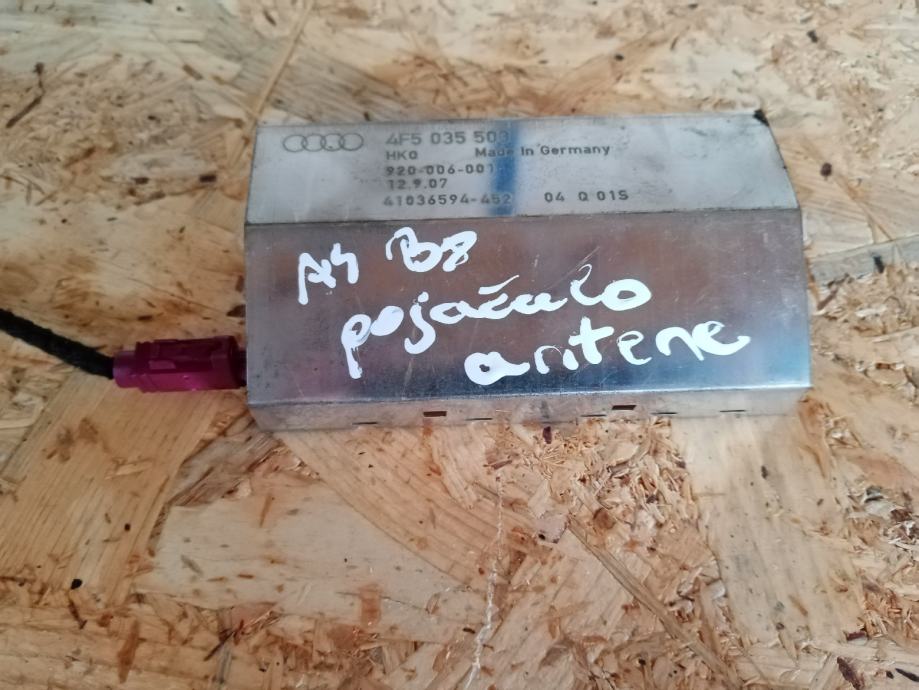 4F5 035 503
HKO Made in Germany
920-006-001
12.9.07
41036594-452 04 Q 01S
A4 B8
pojačalo
antene